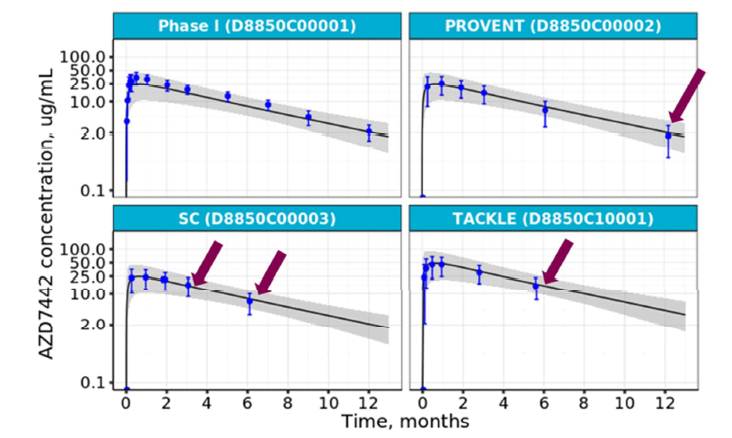 Phase I (D8850C00001)
PROVENT (D8850C00002)
100.0
50.0
25.0
10.0
2.0
0.1
SC (D8850C00003)
TACKLE (D8850C10001)
100.0
50.0
25.0
10.0
2.0
0.1
AZD7442 concentration, ug/mL
0 2 4 6 8 10 12
0 2 4 6 8 10 12
Time, months